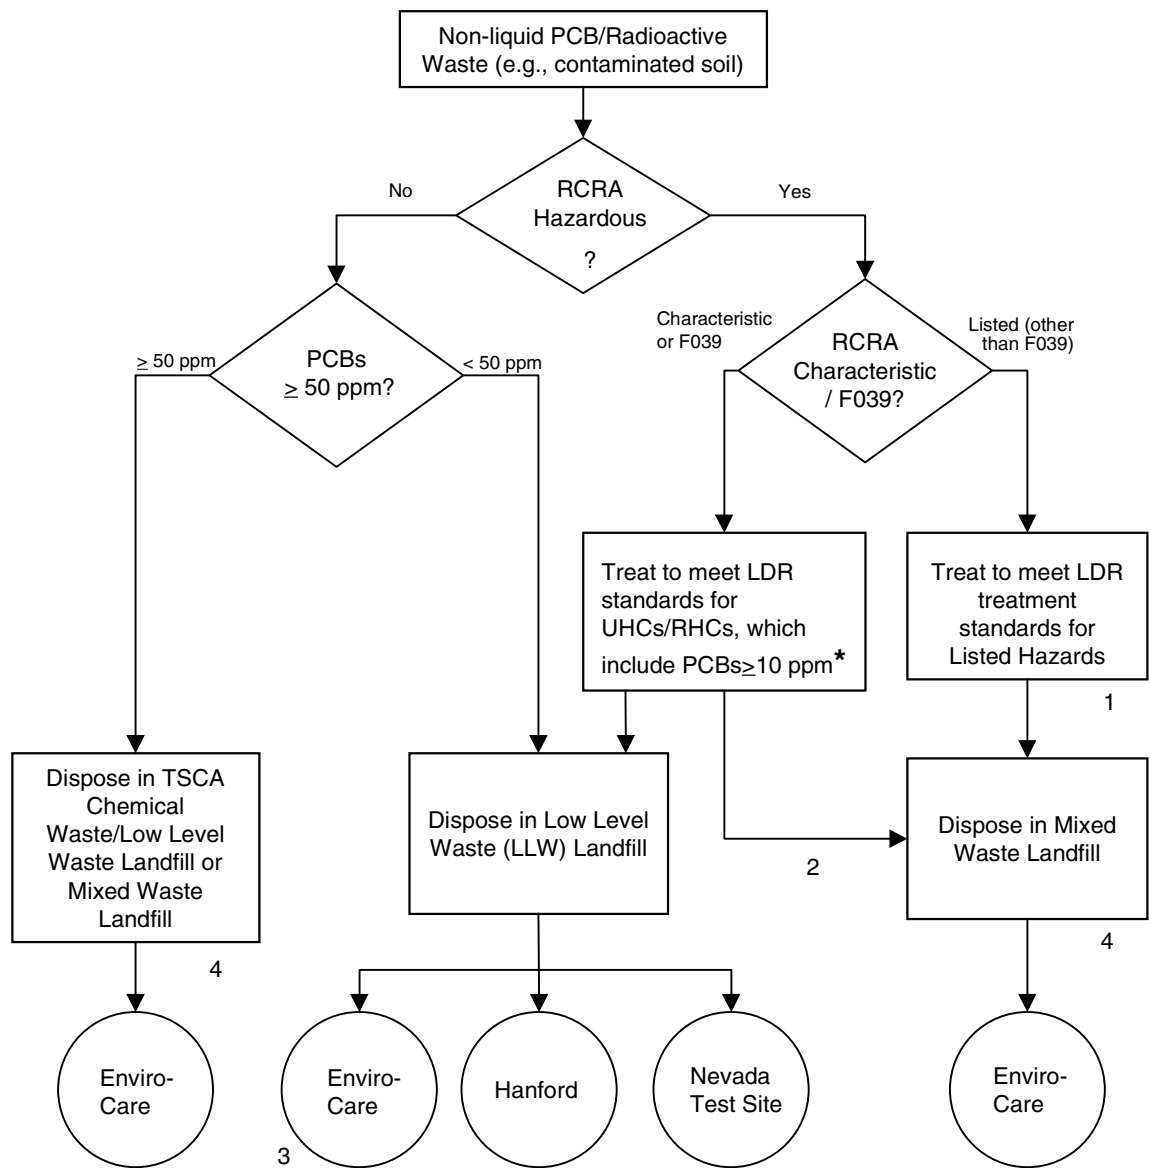 Non-liquid PCB/Radioactive
Waste (e.g., contaminated soil)
No
RCRA
Hazardous
?
Yes
≥ 50 ppm
PCBs
≥ 50 ppm?
< 50 ppm
Characteristic
or F039
RCRA
Characteristic
/ F039?
Listed (other
than F039)
Treat to meet LDR
standards for
UHCs/RHCs, which
include PCBs≥10 ppm*
Treat to meet LDR
treatment
standards for
Listed Hazards
1
Dispose in TSCA
Chemical
Waste/Low Level
Waste Landfill or
Mixed Waste
Landfill
4
Dispose in Low Level
Waste (LLW) Landfill
2
Dispose in Mixed
Waste Landfill
4
Enviro-
Care
Enviro-
Care
3
Hanford
Nevada
Test Site
Enviro-
Care